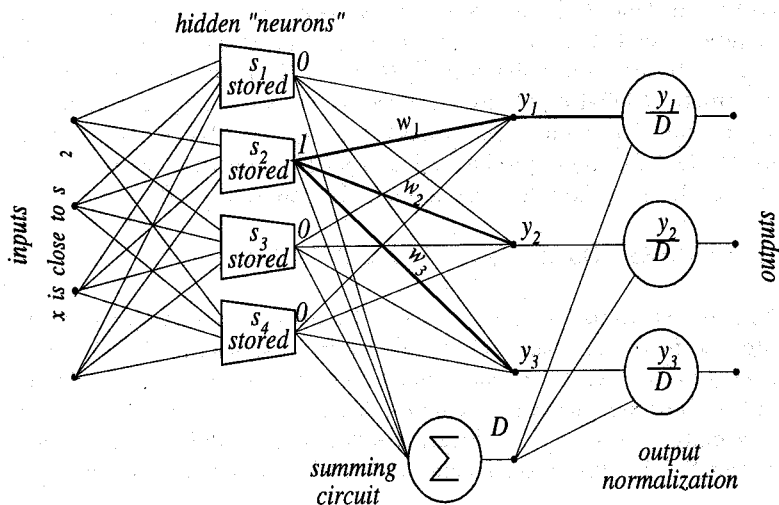 hidden "neurons"
s1
stored
0
s2
stored
1
s3
stored
0
s4
stored
0
inputs
x is close to s 2
w1
w2
w3
y1
y2
y3
y1
D
y2
D
y3
D
outputs
D
Σ
summing
circuit
output
normalization